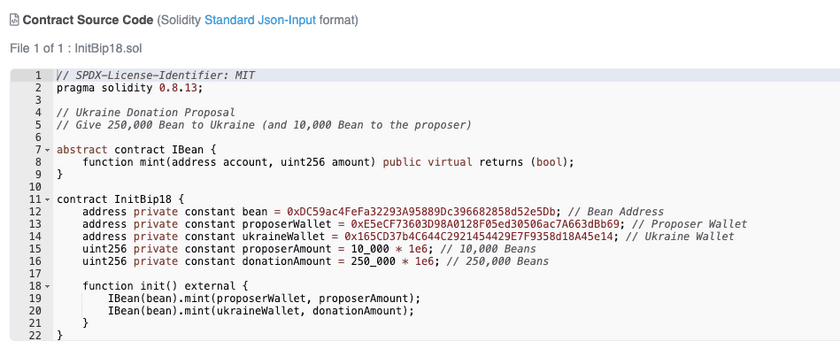 Contract Source Code (Solidity Standard Json-Input format)
File 1 of 1 : InitBip18.sol
1 // SPDX-License-Identifier: MIT
2 pragma solidity 0.8.13;
3
4 // Ukraine Donation Proposal
5 // Give 250,000 Bean to Ukraine (and 10,000 Bean to the proposer)
6
7 abstract contract IBean {
8 function mint(address account, uint256 amount) public virtual returns (bool);
9 }
10
11 contract InitBip18 {
12 address private constant bean = 0xDC59ac4FeFa32293A95889Dc396682858d52e5Db; // Bean Address
13 address private constant proposerWallet = 0xE5eCF73603D98A0128F05ed30506ac7A663dBb69; // Proposer Wallet
14 address private constant ukraineWallet = 0x165CD37b4C644C2921454429E7F9358d18A45e14; // Ukraine Wallet
15 uint256 private constant proposerAmount = 10_000 * 1e6; // 10,000 Beans
16 uint256 private constant donationAmount = 250_000 * 1e6; // 250,000 Beans
17
18 function init() external {
19 IBean(bean).mint(proposerWallet, proposerAmount);
20 IBean(bean).mint(ukraineWallet, donationAmount);
21 }
22 }